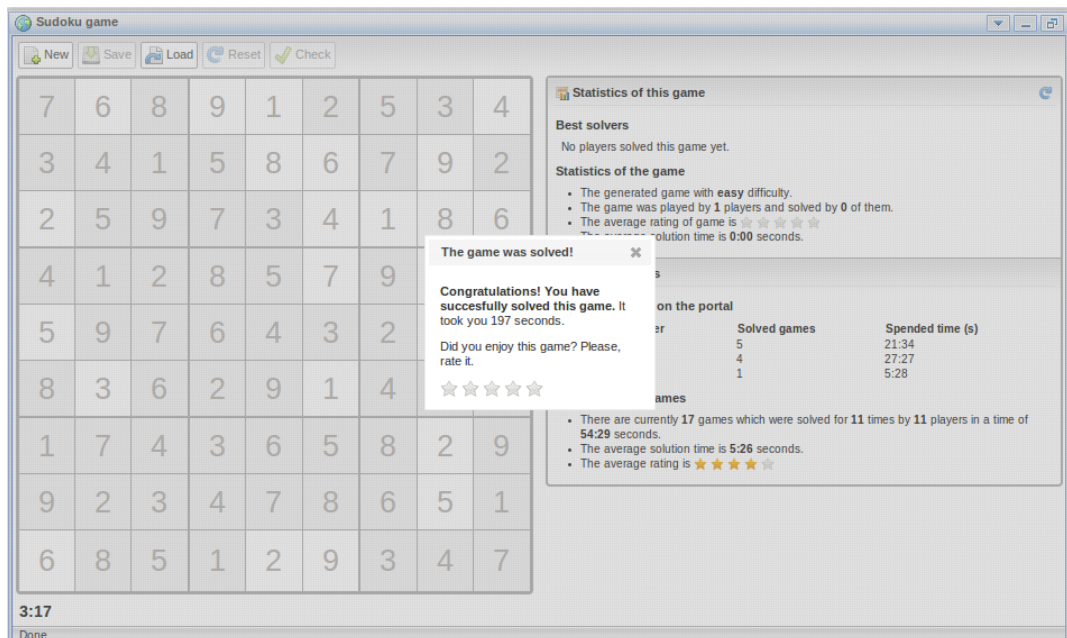 Sudoku game
New Save Load Reset Check
7 6 8 9 1 2 5 3 4
3 4 1 5 8 6 7 9 2
2 5 9 7 3 4 1 8 6
4 1 2 8 5 7 9
5 9 7 6 4 3 2
8 3 6 2 9 1 4
1 7 4 3 6 5 8 2 9
9 2 3 4 7 8 6 5 1
6 8 5 1 2 9 3 4 7
3:17
Done
Statistics of this game
Best solvers
No players solved this game yet.
Statistics of the game
• The generated game with easy difficulty.
• The game was played by 1 players and solved by 0 of them.
• The average rating of game is
solution time is 0:00 seconds.
The game was solved!
Congratulations! You have
succesfully solved this game. It
took you 197 seconds.
Did you enjoy this game? Please,
rate it.
on the portal
Solved games Spended time (s)
5 21:34
4 27:27
1 5:28
• There are currently 17 games which were solved for 11 times by 11 players in a time of
54:29 seconds.
• The average solution time is 5:26 seconds.
• The average rating is